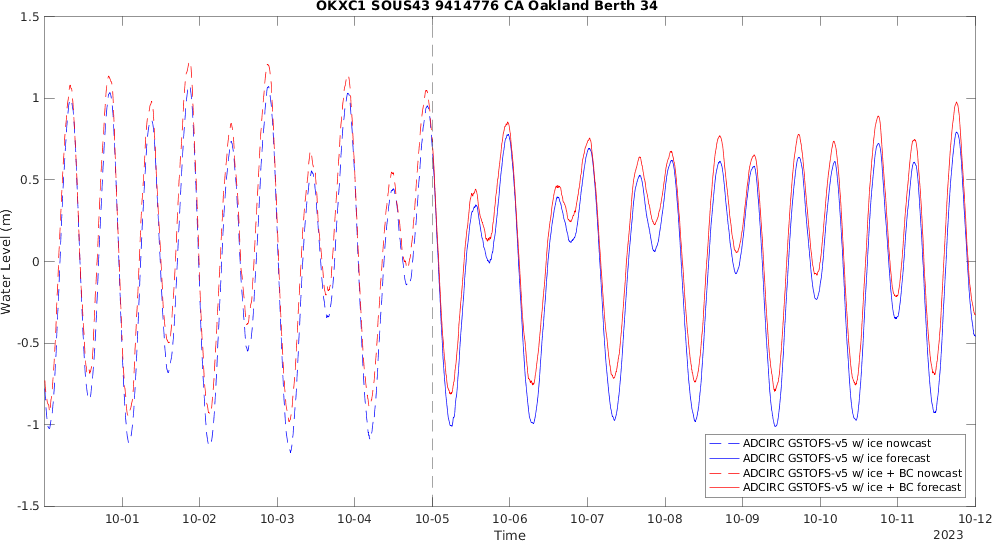 OKXC1 SOUS43 9414776 CA Oakland Berth 34
1.5
1
0.5
0
-0.5
-1
-1.5
Water Level (m)
ADCIRC GSTOFS-v5 w/ ice nowcast
ADCIRC GSTOFS-v5 w/ ice forecast
ADCIRC GSTOFS-v5 w/ ice + BC nowcast
ADCIRC GSTOFS-v5 w/ ice + BC forecast
10-01 10-02 10-03 10-04 10-05 10-06 10-07 10-08 10-09 10-10 10-11 10-12
Time
2023